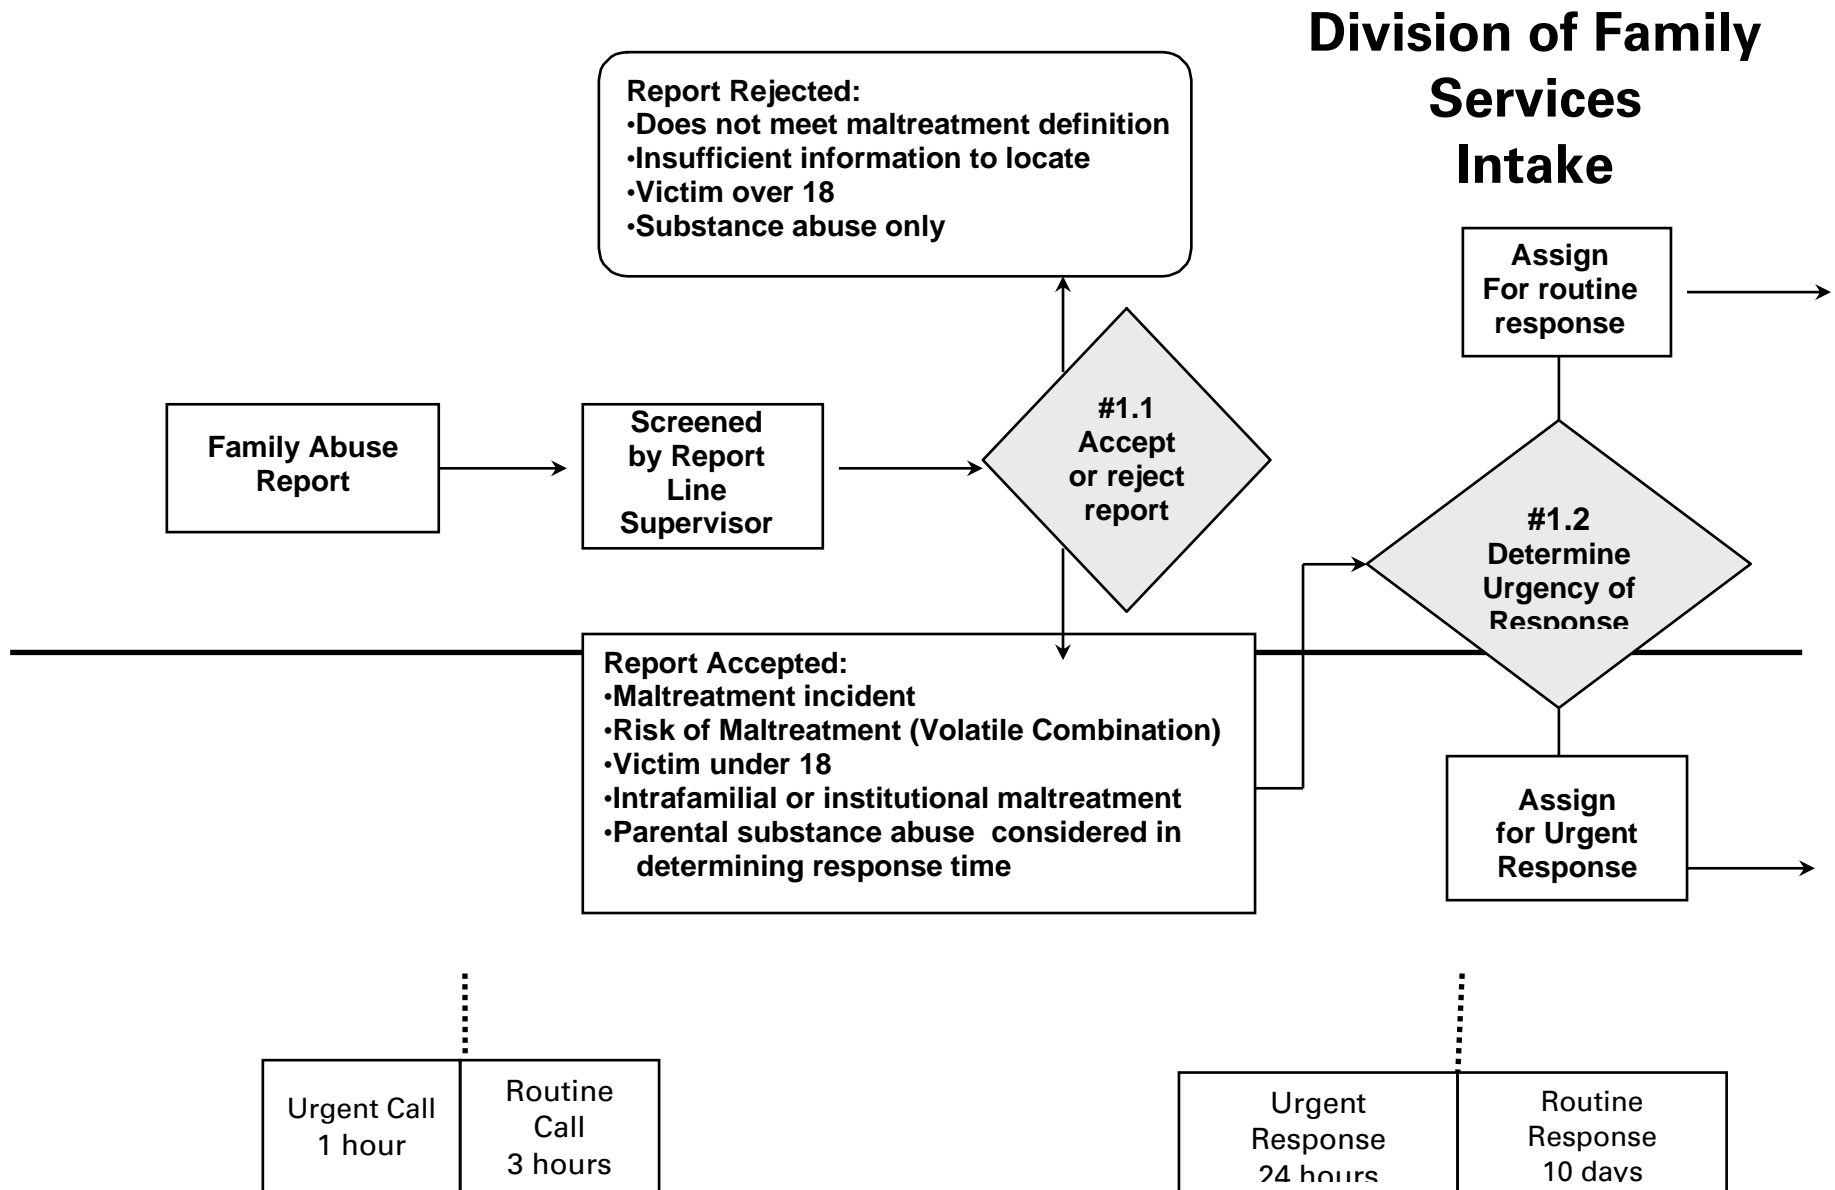 Division of Family
Services
Intake
Report Rejected:
•Does not meet maltreatment definition
•Insufficient information to locate
•Victim over 18
•Substance abuse only
Assign
For routine
response
Family Abuse
Report
Screened
by Report
Line
Supervisor
#1.1
Accept
or reject
report
#1.2
Determine
Urgency of
Response
Report Accepted:
•Maltreatment incident
•Risk of Maltreatment (Volatile Combination)
•Victim under 18
•Intrafamilial or institutional maltreatment
•Parental substance abuse  considered in
determining response time
Assign
for Urgent
Response
Urgent Call
1 hour
Routine
Call
3 hours
Urgent
Response
24 hours
Routine
Response
10 days